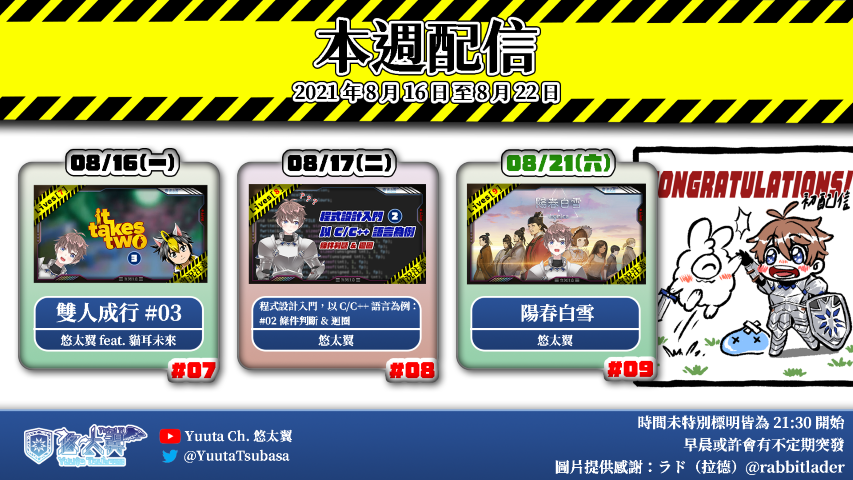 本週配信
2021年8月16日至8月22日
08/16(一)
it takes two
3
雙人成行 #03
悠太翼 feat. 貓耳未來
#07
08/17(二)
程式設計入門 2
以 C/C++ 語言為例
條件判斷 & 迴圈
程式設計入門，以 C/C++ 語言為例：
#02 條件判斷 & 迴圈
悠太翼
#08
08/21(六)
陽春白雪
陽春白雪
悠太翼
#09
ONGRATULATIONS!
初配信
悠太翼
Yuuta Ch. 悠太翼
@YuutaTsubasa
時間未特別標明皆為 21:30 開始
早晨或許會有不定期突發
圖片提供感謝：ラド（拉德）@rabbitlader